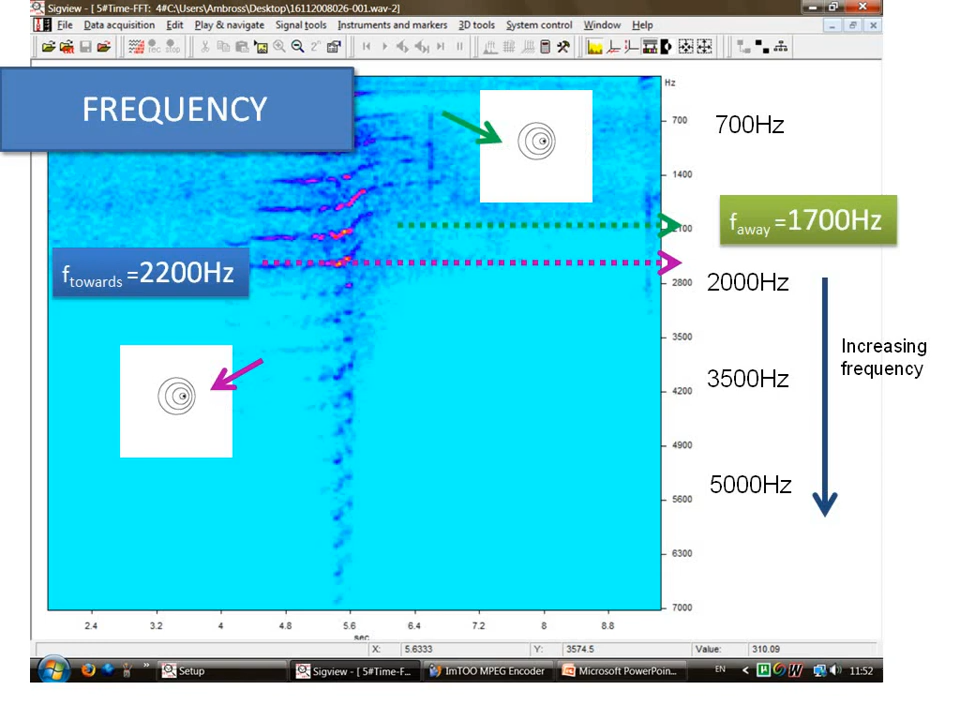 Sigview - [ 5#Time-FFT: 4#C:\Users\Ambross\Desktop\16112008026-001.wav-2]
File Data acquisition Edit Play & navigate Signal tools Instruments and markers 3D tools System control Window Help
FREQUENCY
Hz
700
700Hz
1400
f away =1700Hz
2100
f towards =2200Hz
2800
2000Hz
3500
Increasing
frequency
3500Hz
4200
4900
5000Hz
5600
6300
7000
2.4 3.2 4 4.8 5.6 6.4 7.2 8 8.8
sec
X: 5.6333 Y: 3574.5 Value: 310.09
Setup
Sigview - [ 5#Time-F...
ImTOO MPEG Encoder
Microsoft PowerPoin...
EN
11:52